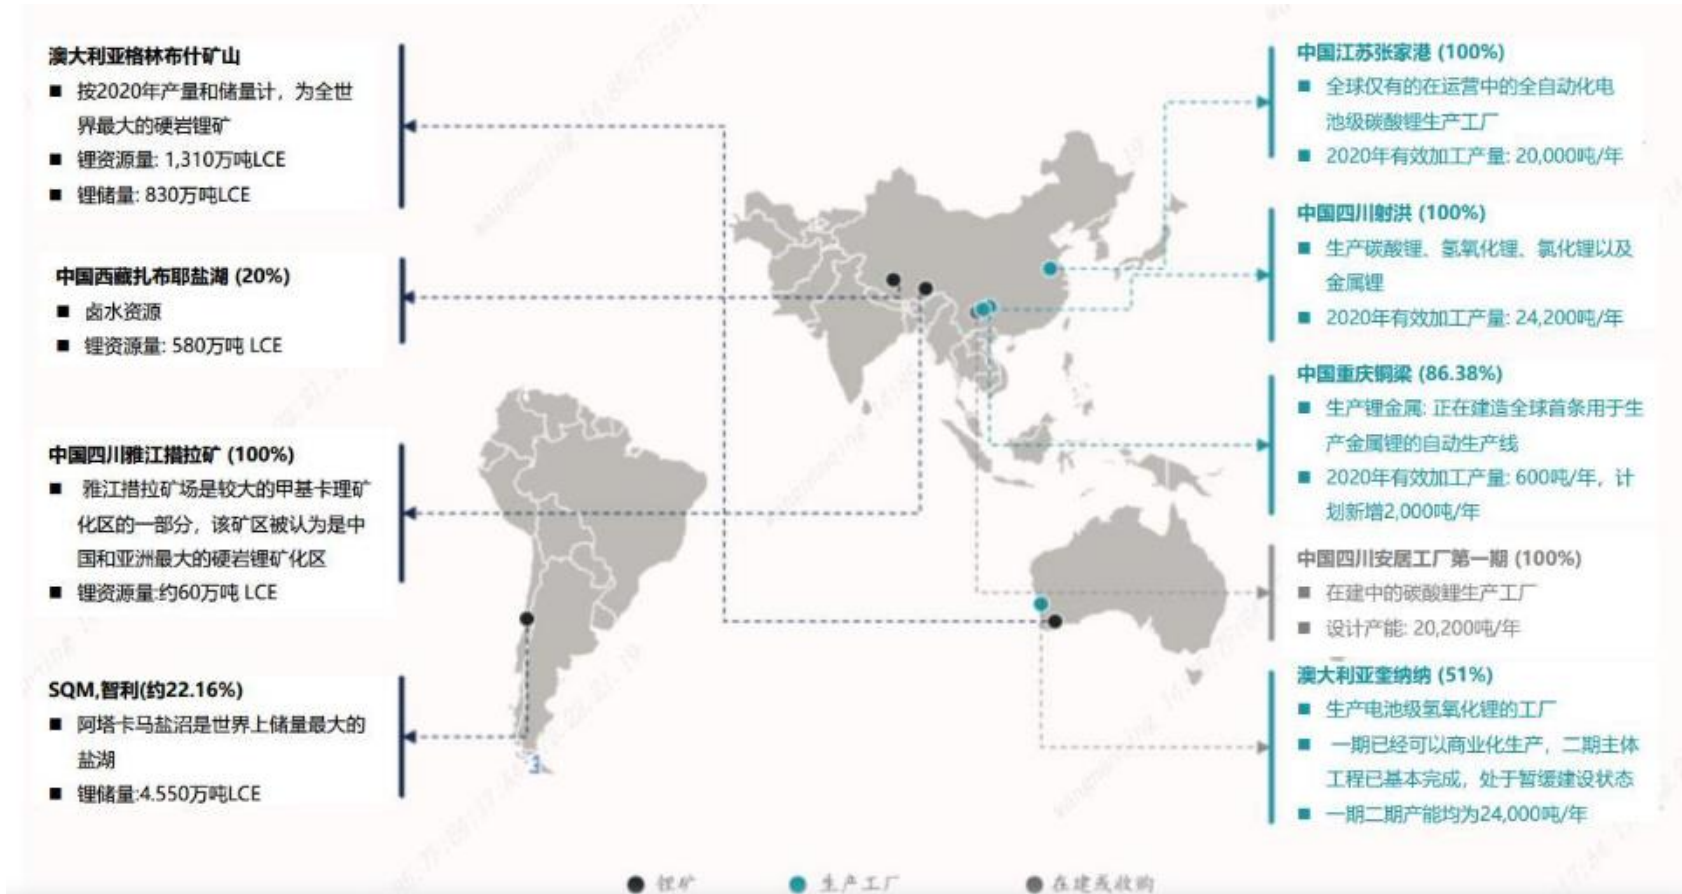 澳大利亚格林布什矿山
■ 按2020年产量和储量计，为全世
界最大的硬岩锂矿
■ 锂资源量: 1,310万吨LCE
■ 锂储量: 830万吨LCE
中国西藏扎布耶盐湖 (20%)
■ 卤水资源
■ 锂资源量: 580万吨 LCE
中国四川雅江措拉矿 (100%)
■ 雅江措拉矿场是较大的甲基卡理矿
化区的一部分，该矿区被认为是中
国和亚洲最大的硬岩锂矿化区
■ 锂资源量:约60万吨 LCE
SQM,智利(约22.16%)
■ 阿塔卡马盐沼是世界上储量最大的
盐湖
■ 锂储量:4.550万吨LCE
中国江苏张家港 (100%)
■ 全球仅有的在运营中的全自动化电
池级碳酸锂生产工厂
■ 2020年有效加工产量: 20,000吨/年
中国四川射洪 (100%)
■ 生产碳酸锂、氢氧化锂、氯化锂以及
金属锂
■ 2020年有效加工产量: 24,200吨/年
中国重庆铜梁 (86.38%)
■ 生产锂金属: 正在建造全球首条用于生
产金属锂的自动生产线
■ 2020年有效加工产量: 600吨/年，计
划新增2,000吨/年
中国四川安居工厂第一期 (100%)
■ 在建中的碳酸锂生产工厂
■ 设计产能: 20,200吨/年
澳大利亚奎纳纳 (51%)
■ 生产电池级氢氧化锂的工厂
■ 一期已经可以商业化生产，二期主体
工程已基本完成，处于暂缓建设状态
■ 一期二期产能均为24,000吨/年
锂矿
生产工厂
在建或收购